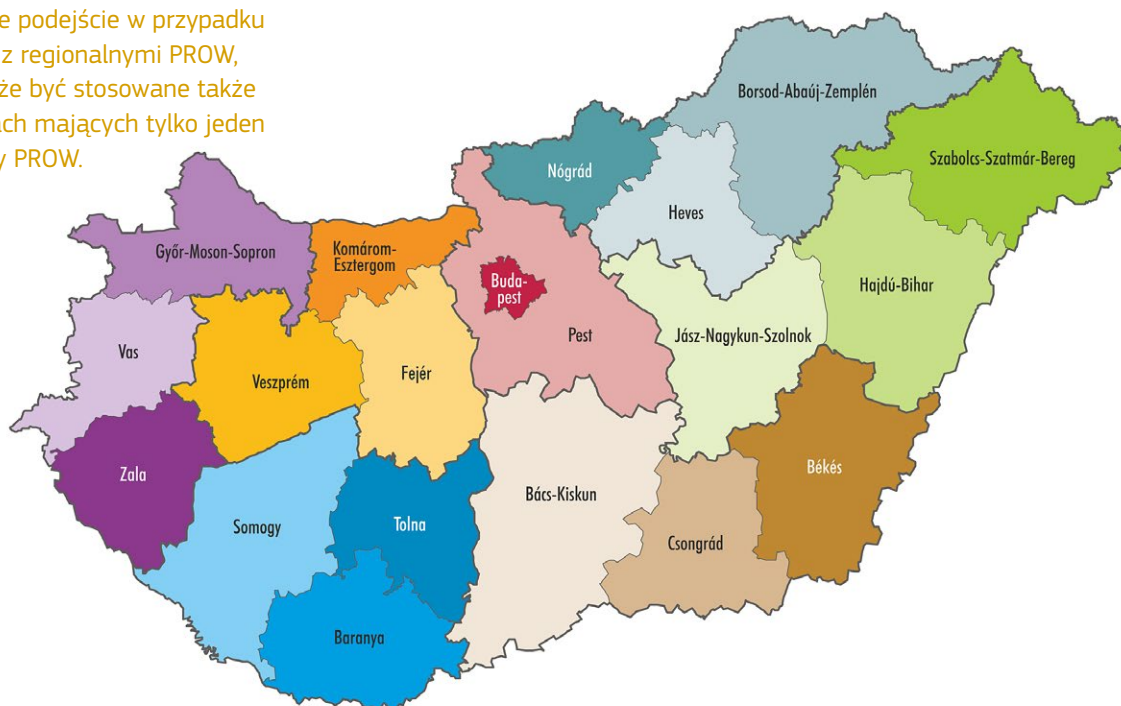 e podejście w przypadku
z regionalnymi PROW,
że być stosowane także
ach mających tylko jeden
y PROW.
Borsod-Abaúj-Zemplén
Szabolcs-Szatmár-Bereg
Nógrád
Heves
Győr-Moson-Sopron
Komárom-
Esztergom
Buda-
pest
Hajdú-Bihar
Pest
Jász-Nagykun-Szolnok
Vas
Veszprém
Fejér
Zala
Békés
Bács-Kiskun
Somogy
Tolna
Csongrád
Baranya